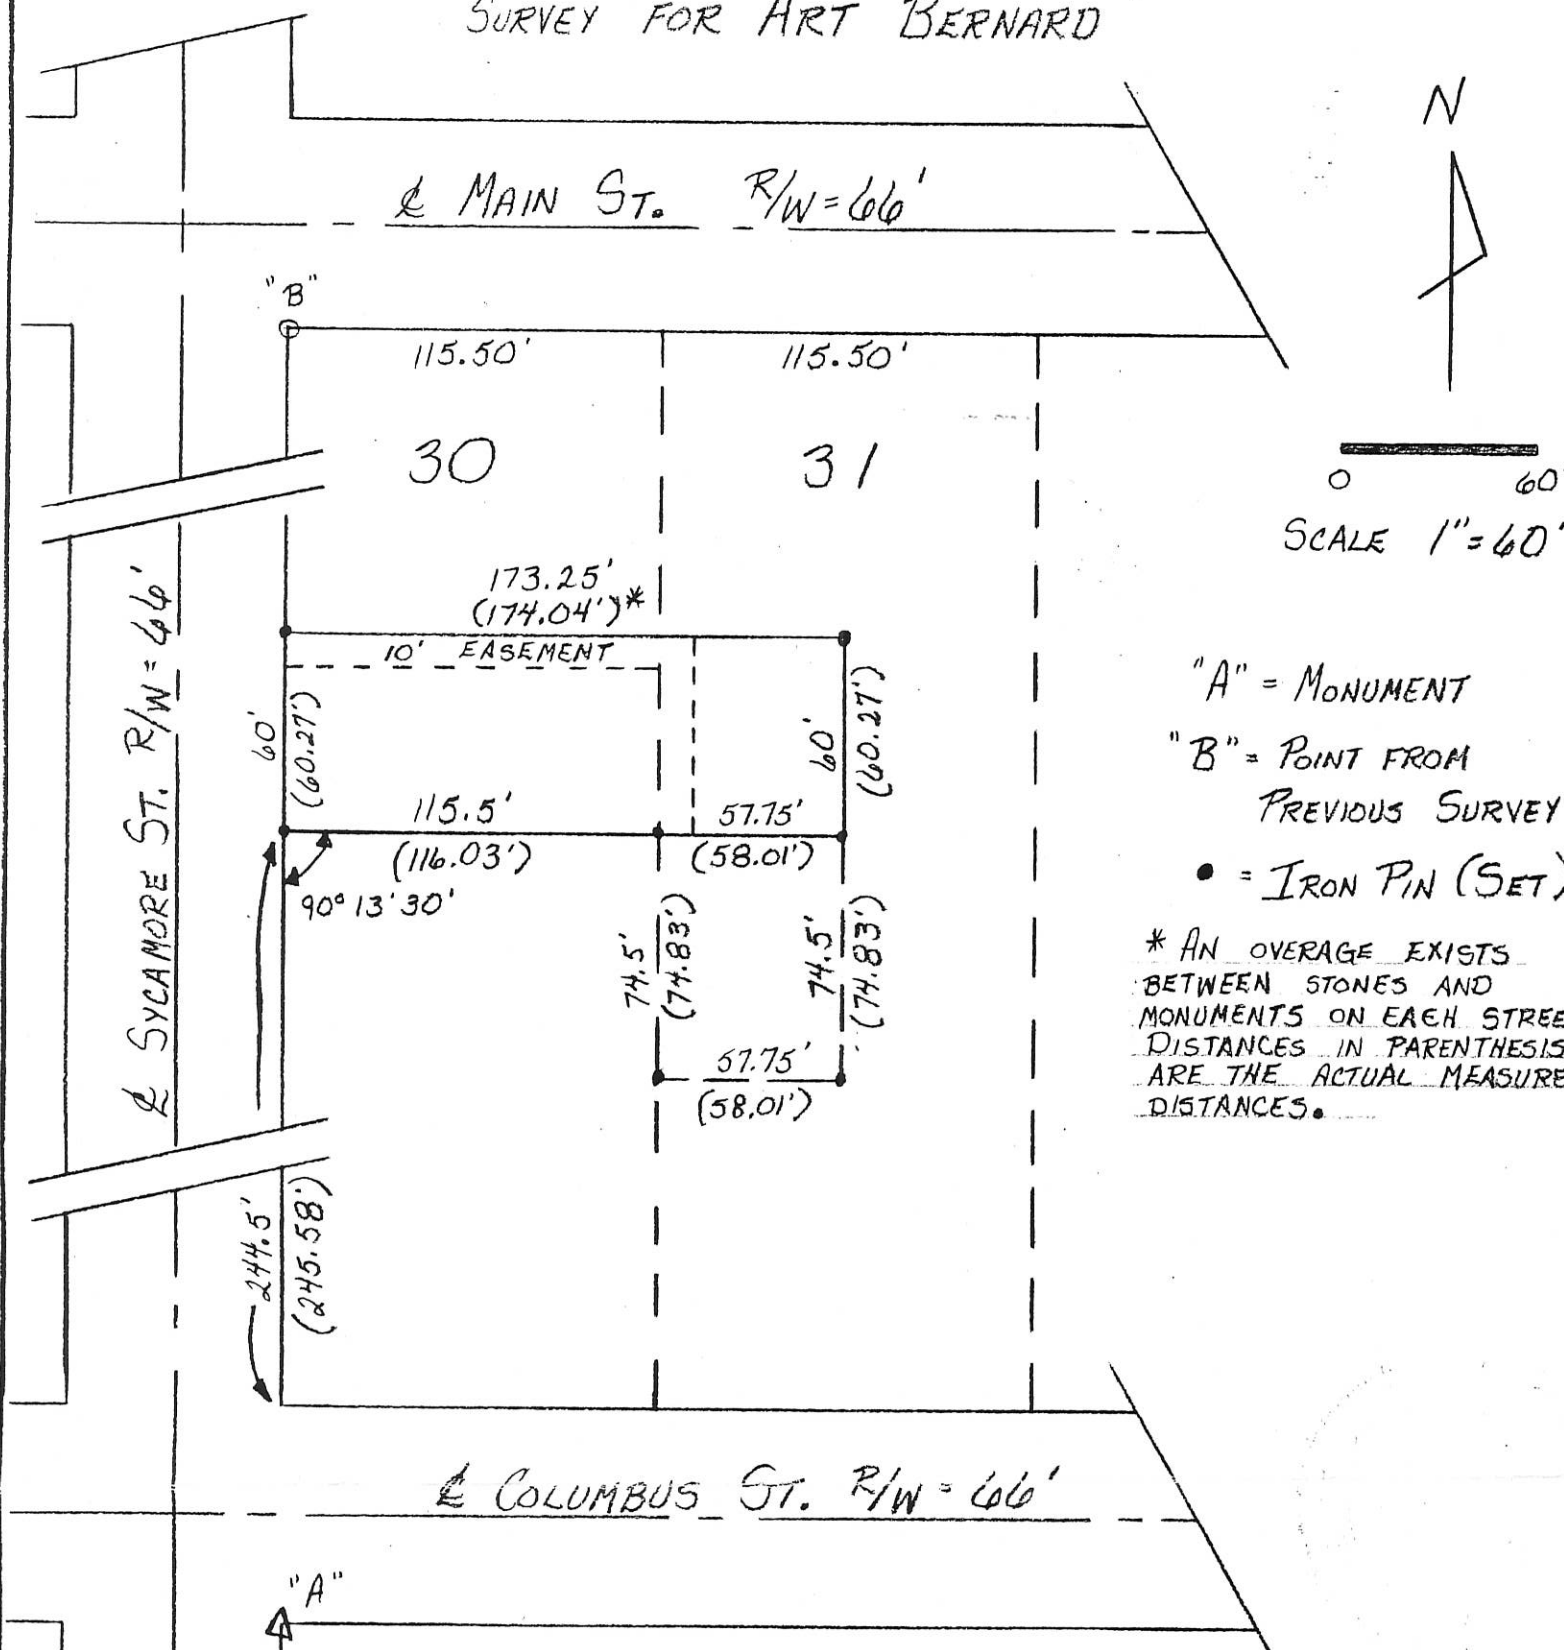 SURVEY FOR ART BERNARD
N
℄ MAIN ST. R/W = 66'
"B"
115.50'
115.50'
30
31
0 60
SCALE 1" = 60'
173.25'
(174.04')*
10' EASEMENT
60'
(60.27')
60'
(60.27')
℄ SYCAMORE ST. R/W = 66'
115.5'
(116.03')
57.75'
(58.01')
90° 13' 30'
"A" = MONUMENT
"B" = POINT FROM
PREVIOUS SURVEY
● = IRON PIN (SET)
* AN OVERAGE EXISTS
BETWEEN STONES AND
MONUMENTS ON EACH STREE
DISTANCES IN PARENTHESIS
ARE THE ACTUAL MEASURE
DISTANCES.
74.5'
(74.83')
74.5'
(74.83')
57.75'
(58.01')
244.5'
(245.58')
℄ COLUMBUS ST. R/W = 66'
"A"